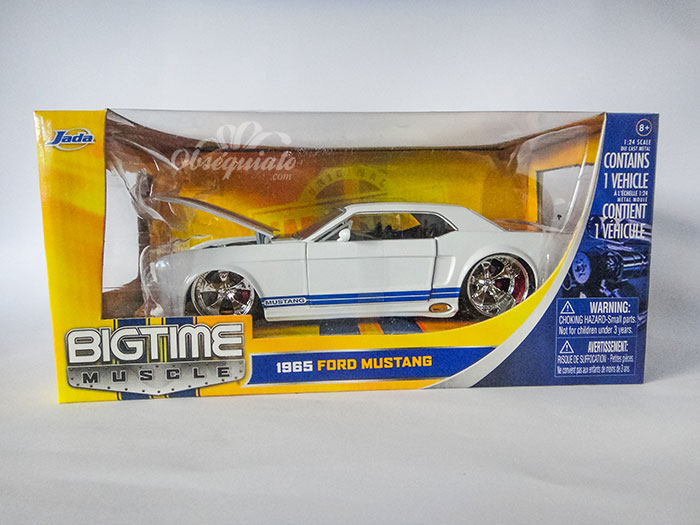 Jada
Obséquialo
.com
8+
1:24 SCALE
DIE CAST METAL
CONTAINS
1 VEHICLE
À L'ÉCHELLE 1:24
MÉTAL MOULÉ
CONTIENT
1 VÉHICULE
MUSTANG
BIGTIME
MUSCLE
1965 FORD MUSTANG
WARNING:
CHOKING HAZARD-Small parts.
Not for children under 3 years.
AVERTISSEMENT:
RISQUE DE SUFFOCATION - Petites pièces.
Ne convient pas aux enfants de moins de 3 ans.